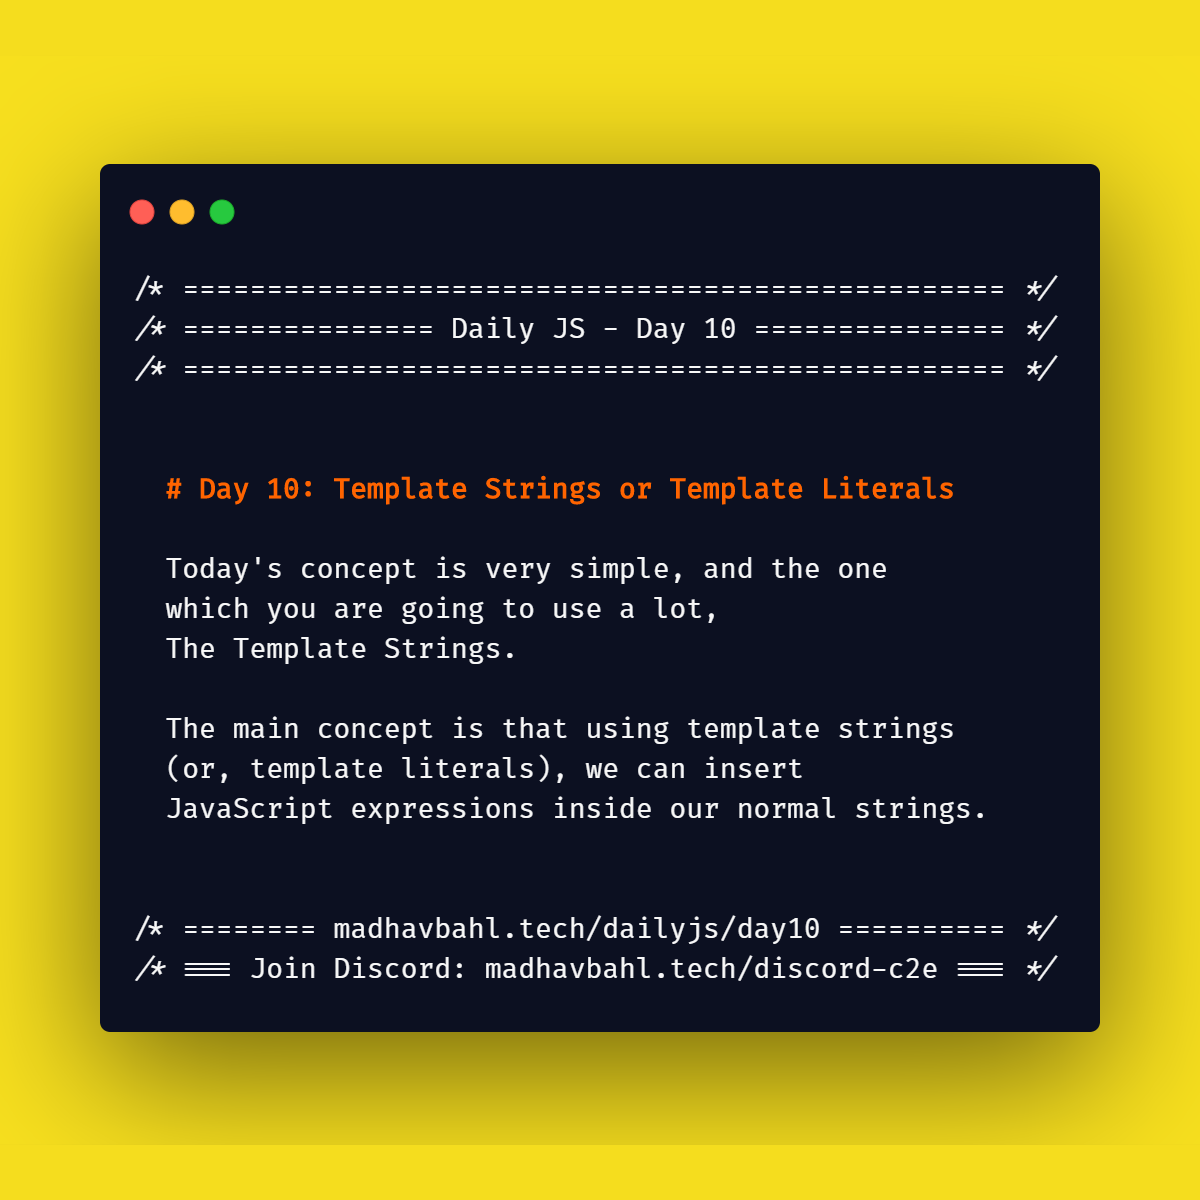 /* ================================================= */
/* =============== Daily JS - Day 10 =============== */
/* ================================================= */
# Day 10: Template Strings or Template Literals
Today's concept is very simple, and the one
which you are going to use a lot,
The Template Strings.
The main concept is that using template strings
(or, template literals), we can insert
JavaScript expressions inside our normal strings.
/* ======== madhavbahl.tech/dailyjs/day10 ========== */
/* === Join Discord: madhavbahl.tech/discord-c2e === */